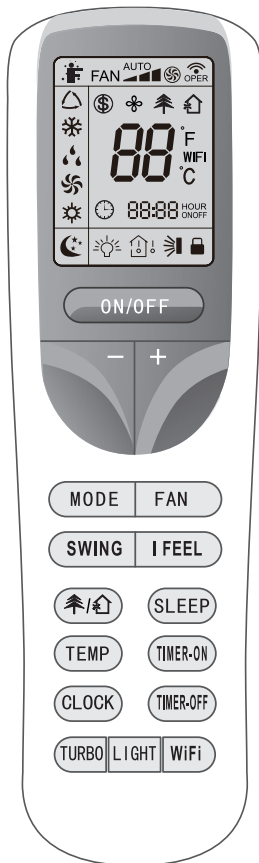 AUTO
FAN
OPER
$
88
°F
WIFI
°C
88:88 HOUR
ONOFF
ON/OFF
− +
MODE FAN
SWING I FEEL
/ SLEEP
TEMP TIMER-ON
CLOCK TIMER-OFF
TURBO LIGHT WiFi